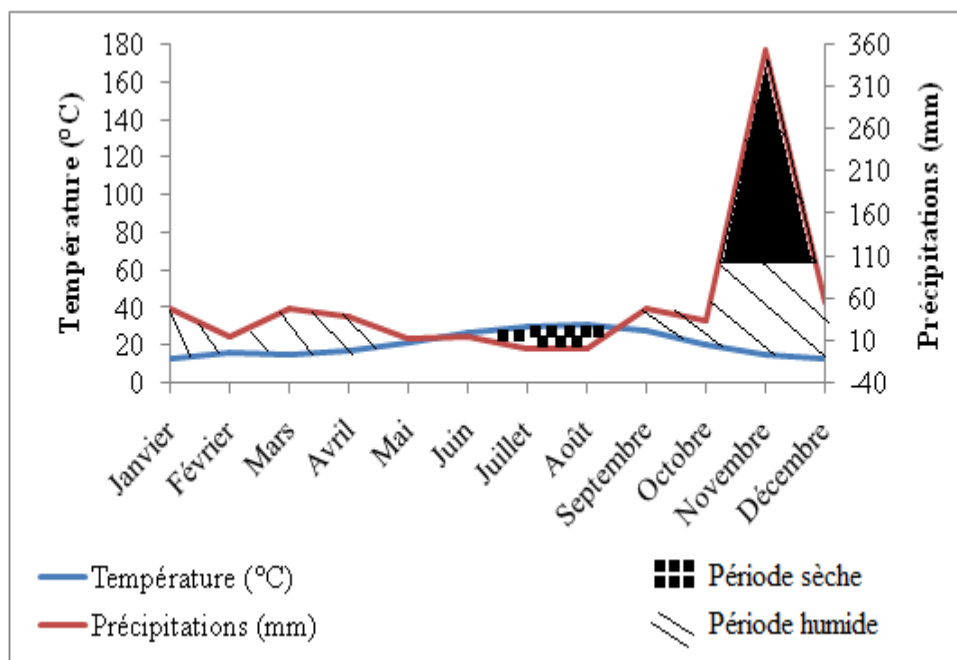 Température (°C)
180
160
140
120
100
80
60
40
20
0
360
310
260
210
160
110
60
10
-40
Précipitations (mm)
Janvier
Février
Mars
Avril
Mai
Juin
Juillet
Août
Septembre
Octobre
Novembre
Décembre
Température (°C)
Période sèche
Précipitations (mm)
Période humide